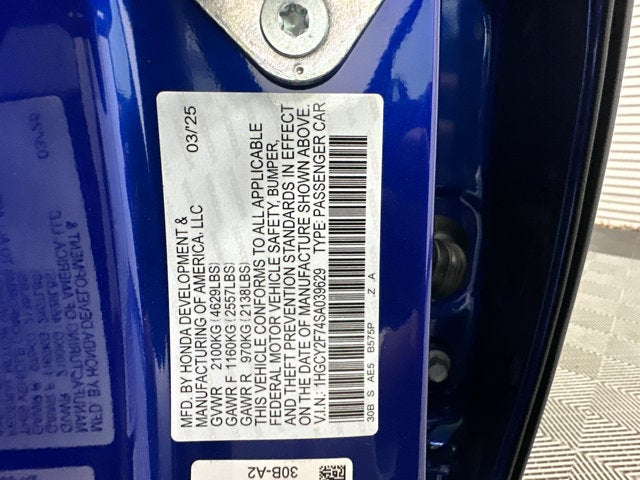 MFD. BY HONDA DEVELOPMENT & 03/'25
MANUFACTURING OF AMERICA, LLC
GVWR 2100KG(4629LBS)
GAWR F 1160KG(2557LBS)
GAWR R 970KG(2138LBS)
THIS VEHICLE CONFORMS TO ALL APPLICABLE
FEDERAL MOTOR VEHICLE SAFETY, BUMPER,
AND THEFT PREVENTION STANDARDS IN EFFECT
ON THE DATE OF MANUFACTURE SHOWN ABOVE.
V.I.N.: 1HGCY2F74SA039629 TYPE: PASSENGER CAR
30B S AE5 B575P .Z .A
30B-A2